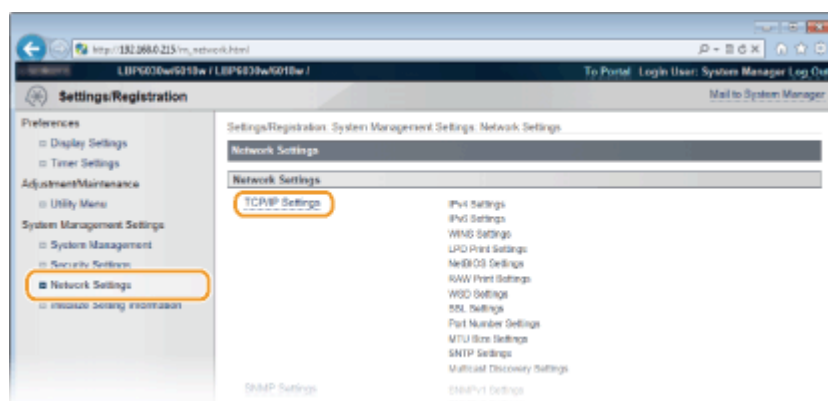 http://192.168.0.215/m_network.html
LBP6030w/6018w / LBP6030w/6018w /
To Portal Login User: System Manager Log Out
Settings/Registration
Mail to System Manager
Preferences
Display Settings
Timer Settings
Adjustment/Maintenance
Utility Menu
System Management Settings
System Management
Security Settings
Network Settings
Initialize Setting Information
Settings/Registration: System Management Settings: Network Settings
Network Settings
Network Settings
TCP/IP Settings
IPv4 Settings
IPv6 Settings
WINS Settings
LPD Print Settings
NetBIOS Settings
RAW Print Settings
WSD Settings
SSL Settings
Port Number Settings
MTU Size Settings
SNTP Settings
Multicast Discovery Settings
SNMP Settings
SNMPv1 Settings